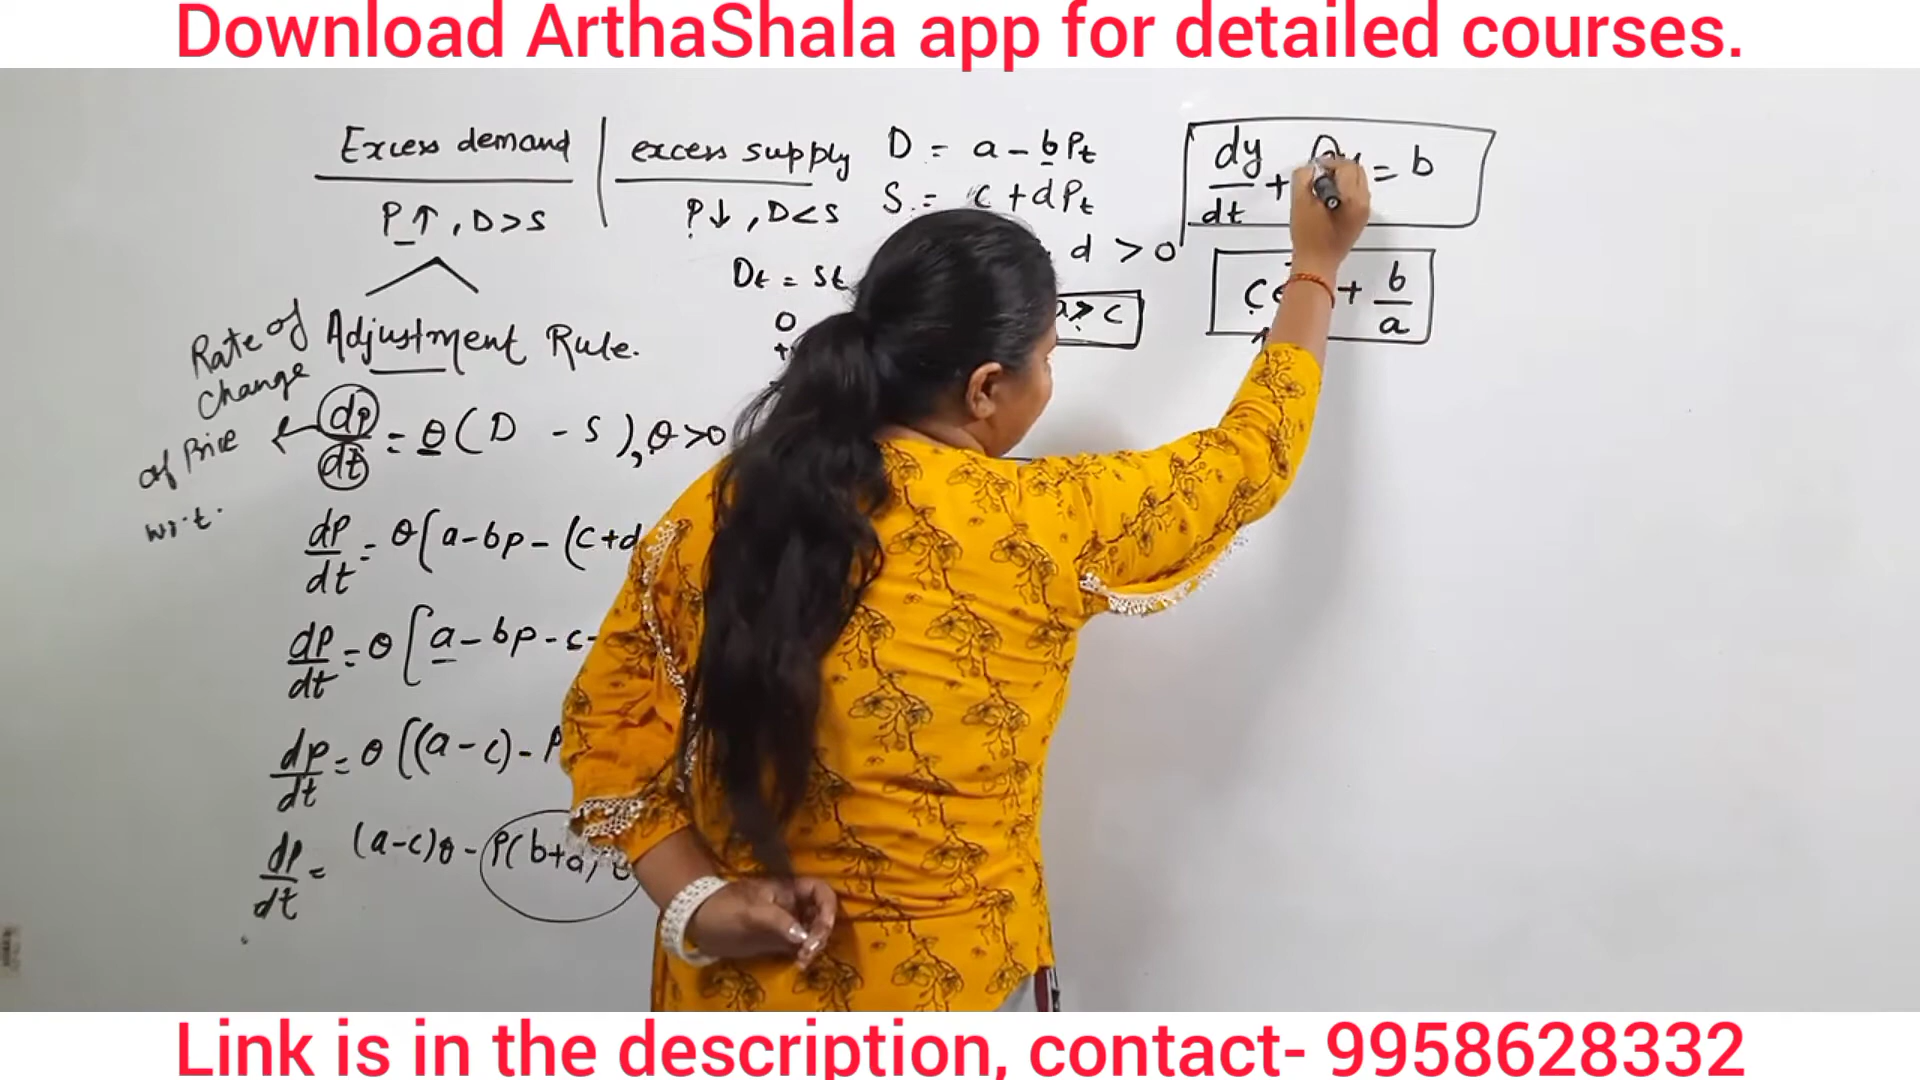 Download ArthaShala app for detailed courses.
Excess demand
P↑, D>S
excess supply
P↓, D<S
D = a - bPt
S = c + dPt
d > 0
Dt = St
> c
dy/dt + = b
+ b/a
Rate of
change
of Price
w.r.t.
Adjustment Rule.
dp/dt = θ(D - S), θ>0
dp/dt = θ[a-bp-(c+d
dp/dt = θ[a-bp-c-
dp/dt = θ[(a-c)-P
dp/dt = (a-c)θ - P(b+d)
Link is in the description, contact- 9958628332